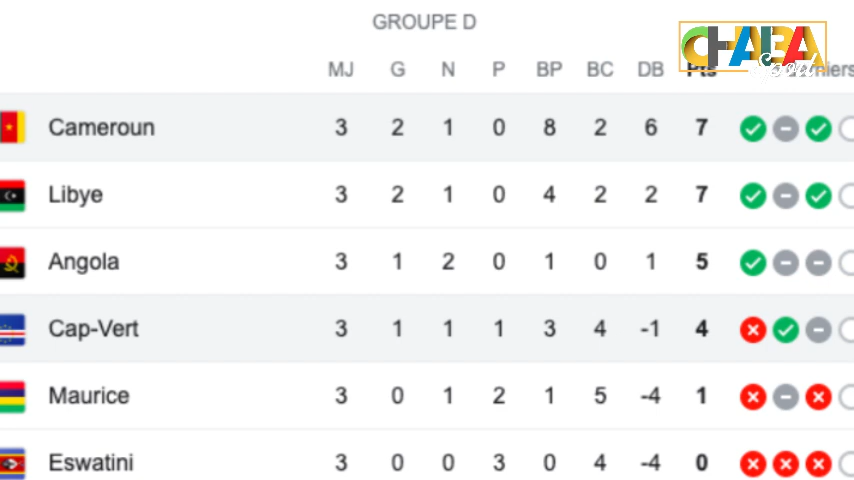 GROUPE D
CHADBA
Sport
MJ G N P BP BC DB Pts
Cameroun 3 2 1 0 8 2 6 7
Libye 3 2 1 0 4 2 2 7
Angola 3 1 2 0 1 0 1 5
Cap-Vert 3 1 1 1 3 4 -1 4
Maurice 3 0 1 2 1 5 -4 1
Eswatini 3 0 0 3 0 4 -4 0